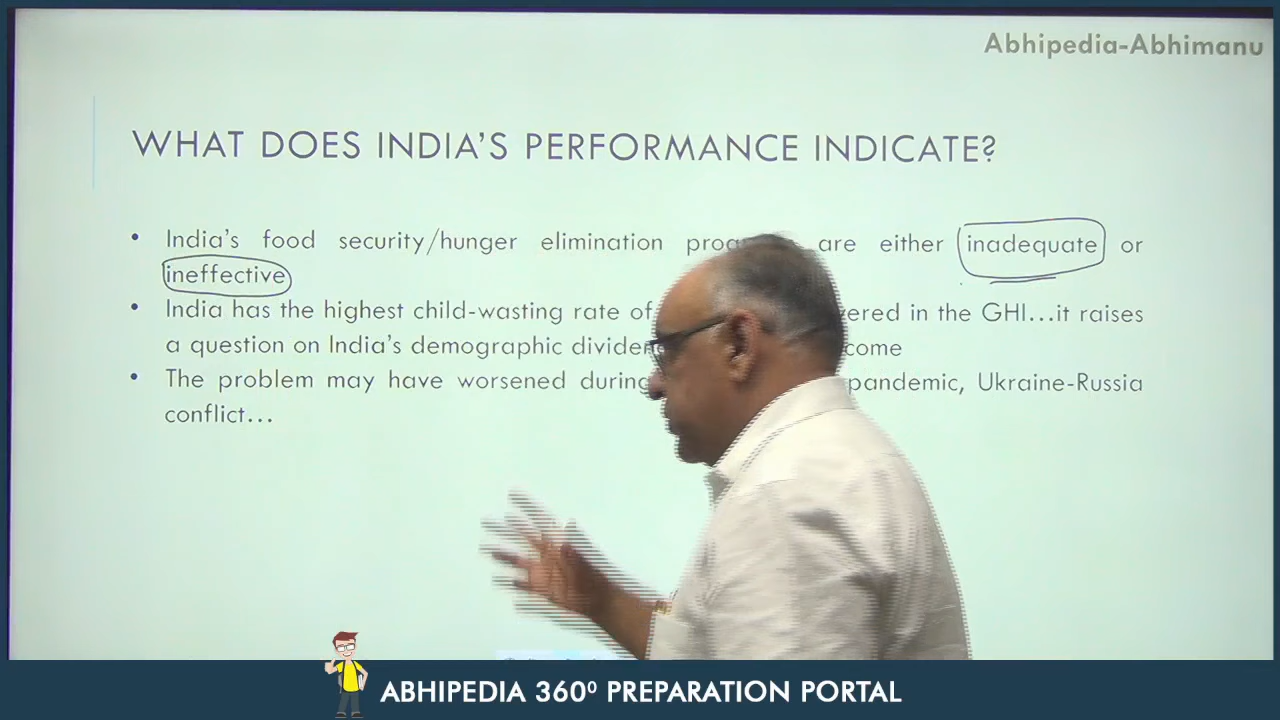 Abhipedia-Abhimanu
WHAT DOES INDIA'S PERFORMANCE INDICATE?
• India's food security/hunger elimination are either inadequate or
ineffective
• India has the highest child-wasting rate of in the GHI...it raises
a question on India's demographic come
• The problem may have worsened during pandemic, Ukraine-Russia
conflict...
ABHIPEDIA 360⁰ PREPARATION PORTAL